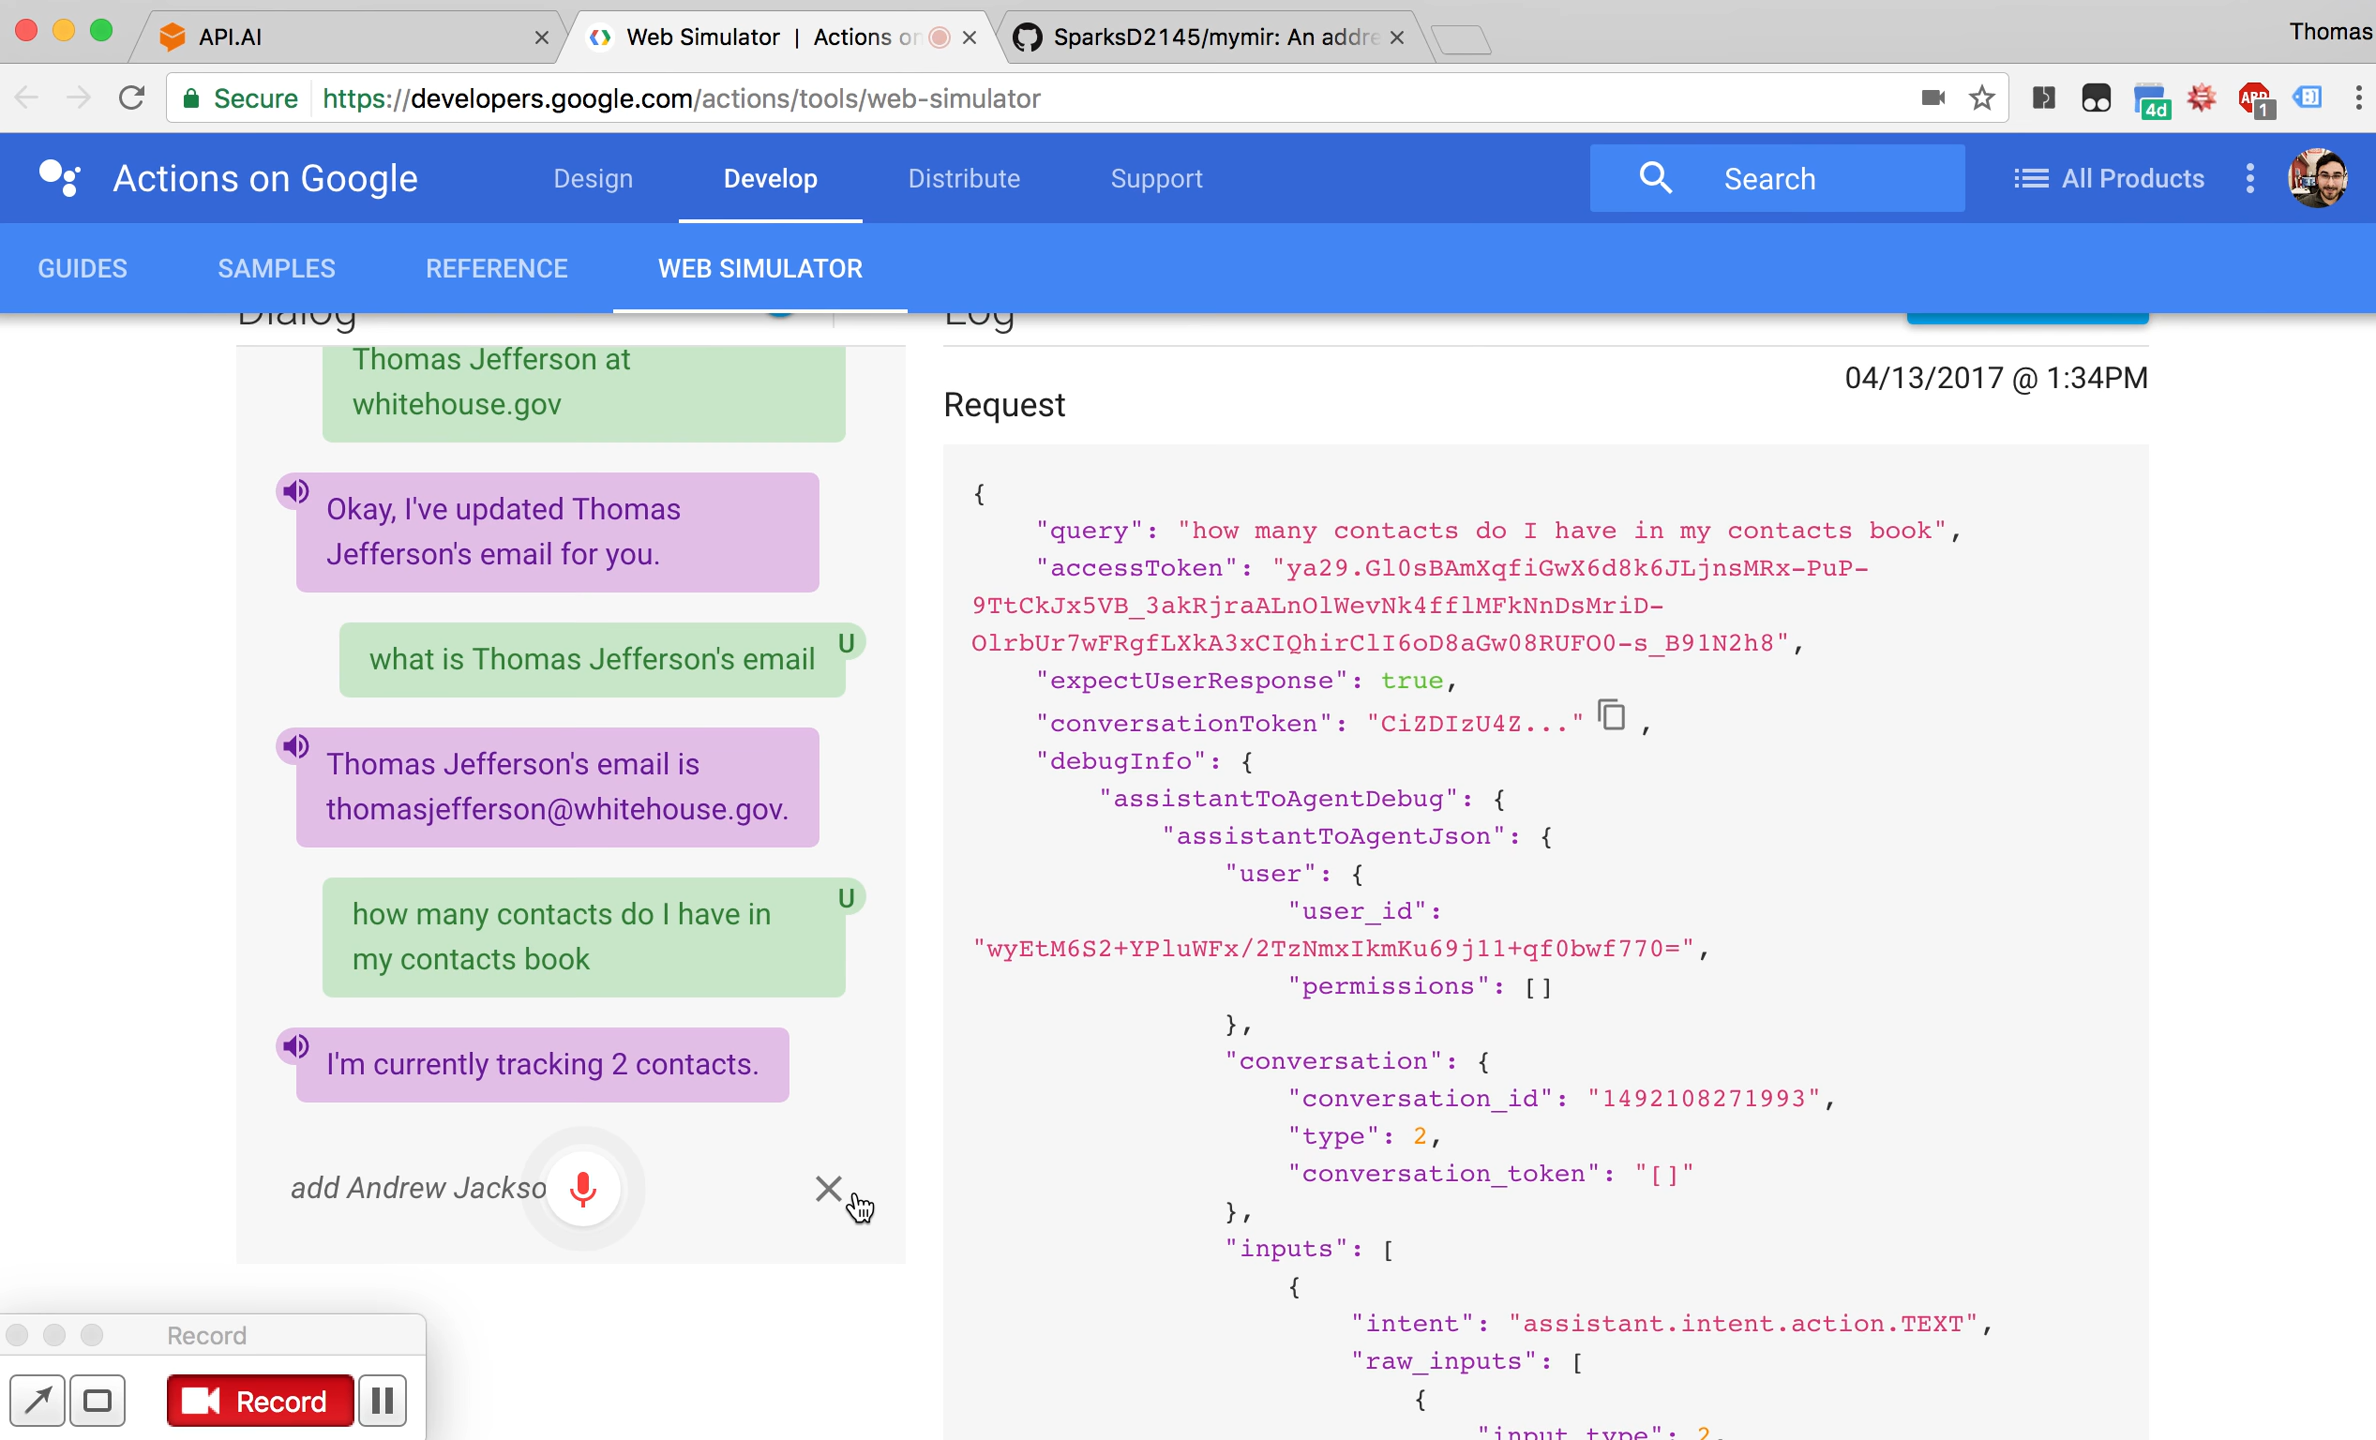 API.AI
Web Simulator | Actions on
SparksD2145/mymir: An addre
Thomas
Secure
https://developers.google.com/actions/tools/web-simulator
4d
ABP
1
Actions on Google
Design
Develop
Distribute
Support
Search
All Products
GUIDES
SAMPLES
REFERENCE
WEB SIMULATOR
Dialog
Thomas Jefferson at
whitehouse.gov
Okay, I've updated Thomas
Jefferson's email for you.
what is Thomas Jefferson's email
U
Thomas Jefferson's email is
thomasjefferson@whitehouse.gov.
how many contacts do I have in
my contacts book
U
I'm currently tracking 2 contacts.
add Andrew Jackso
Log
04/13/2017 @ 1:34PM
Request
{
"query": "how many contacts do I have in my contacts book",
"accessToken": "ya29.Gl0sBAmXqfiGwX6d8k6JLjnsMRx-PuP-
9TtCkJx5VB_3akRjraALnOlWevNk4fflMFkNnDsMriD-
OlrbUr7wFRgfLXkA3xCIQhirClI6oD8aGw08RUFO0-s_B91N2h8",
"expectUserResponse": true,
"conversationToken": "CiZDIzU4Z..." ,
"debugInfo": {
"assistantToAgentDebug": {
"assistantToAgentJson": {
"user": {
"user_id":
"wyEtM6S2+YPluWFx/2TzNmxIkmKu69j11+qf0bwf770=",
"permissions": []
},
"conversation": {
"conversation_id": "1492108271993",
"type": 2,
"conversation_token": "[]"
},
"inputs": [
{
"intent": "assistant.intent.action.TEXT",
"raw_inputs": [
{
"input_type": 2,
Record
Record